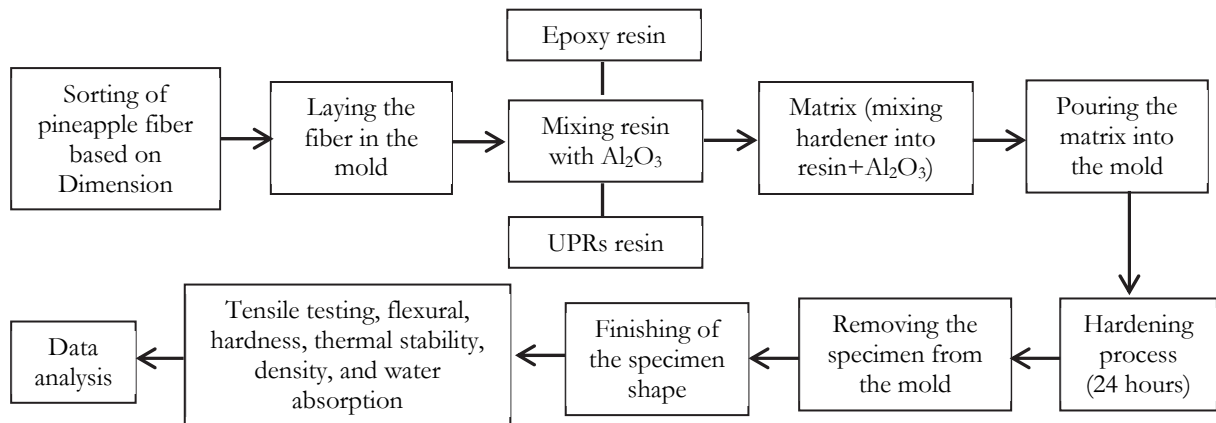 Epoxy resin
Sorting of
pineapple fiber
based on
Dimension
Laying the
fiber in the
mold
Mixing resin
with Al₂O₃
UPRs resin
Matrix (mixing
hardener into
resin+Al₂O₃)
Pouring the
matrix into
the mold
Hardening
process
(24 hours)
Removing the
specimen from
the mold
Finishing of
the specimen
shape
Tensile testing, flexural,
hardness, thermal stability,
density, and water
absorption
Data
analysis